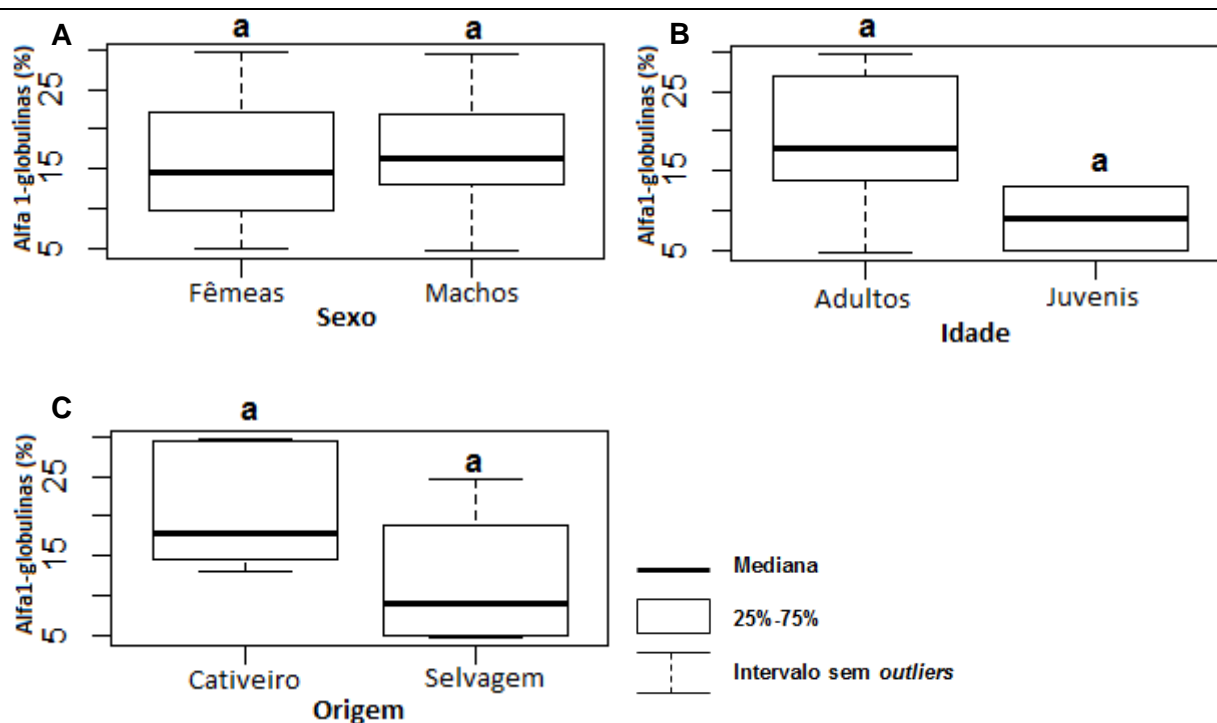 A
a
a
Alfa 1-globulinas (%)
25
15
5
Fêmeas
Machos
Sexo
B
a
a
Alfa1-globulinas (%)
25
15
5
Adultos
Juvenis
Idade
C
a
a
Alfa1-globulinas (%)
25
15
5
Cativeiro
Selvagem
Origem
Mediana
25%-75%
Intervalo sem outliers